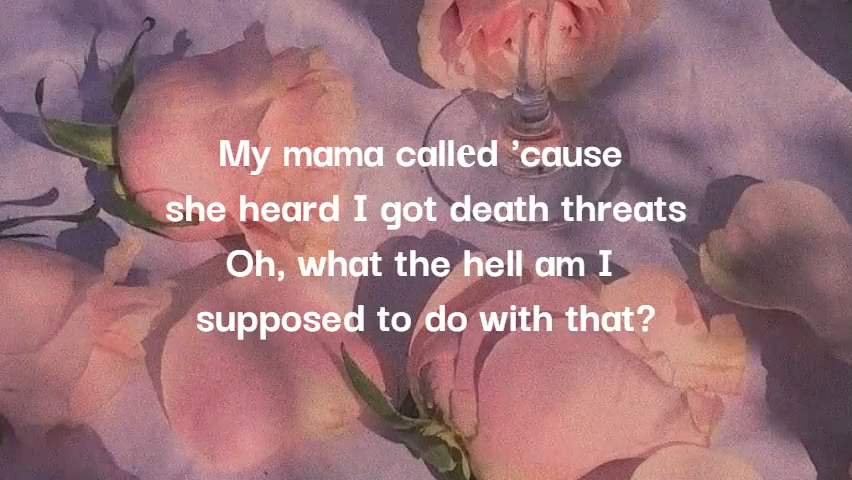 My mama called 'cause
she heard I got death threats
Oh, what the hell am I
supposed to do with that?